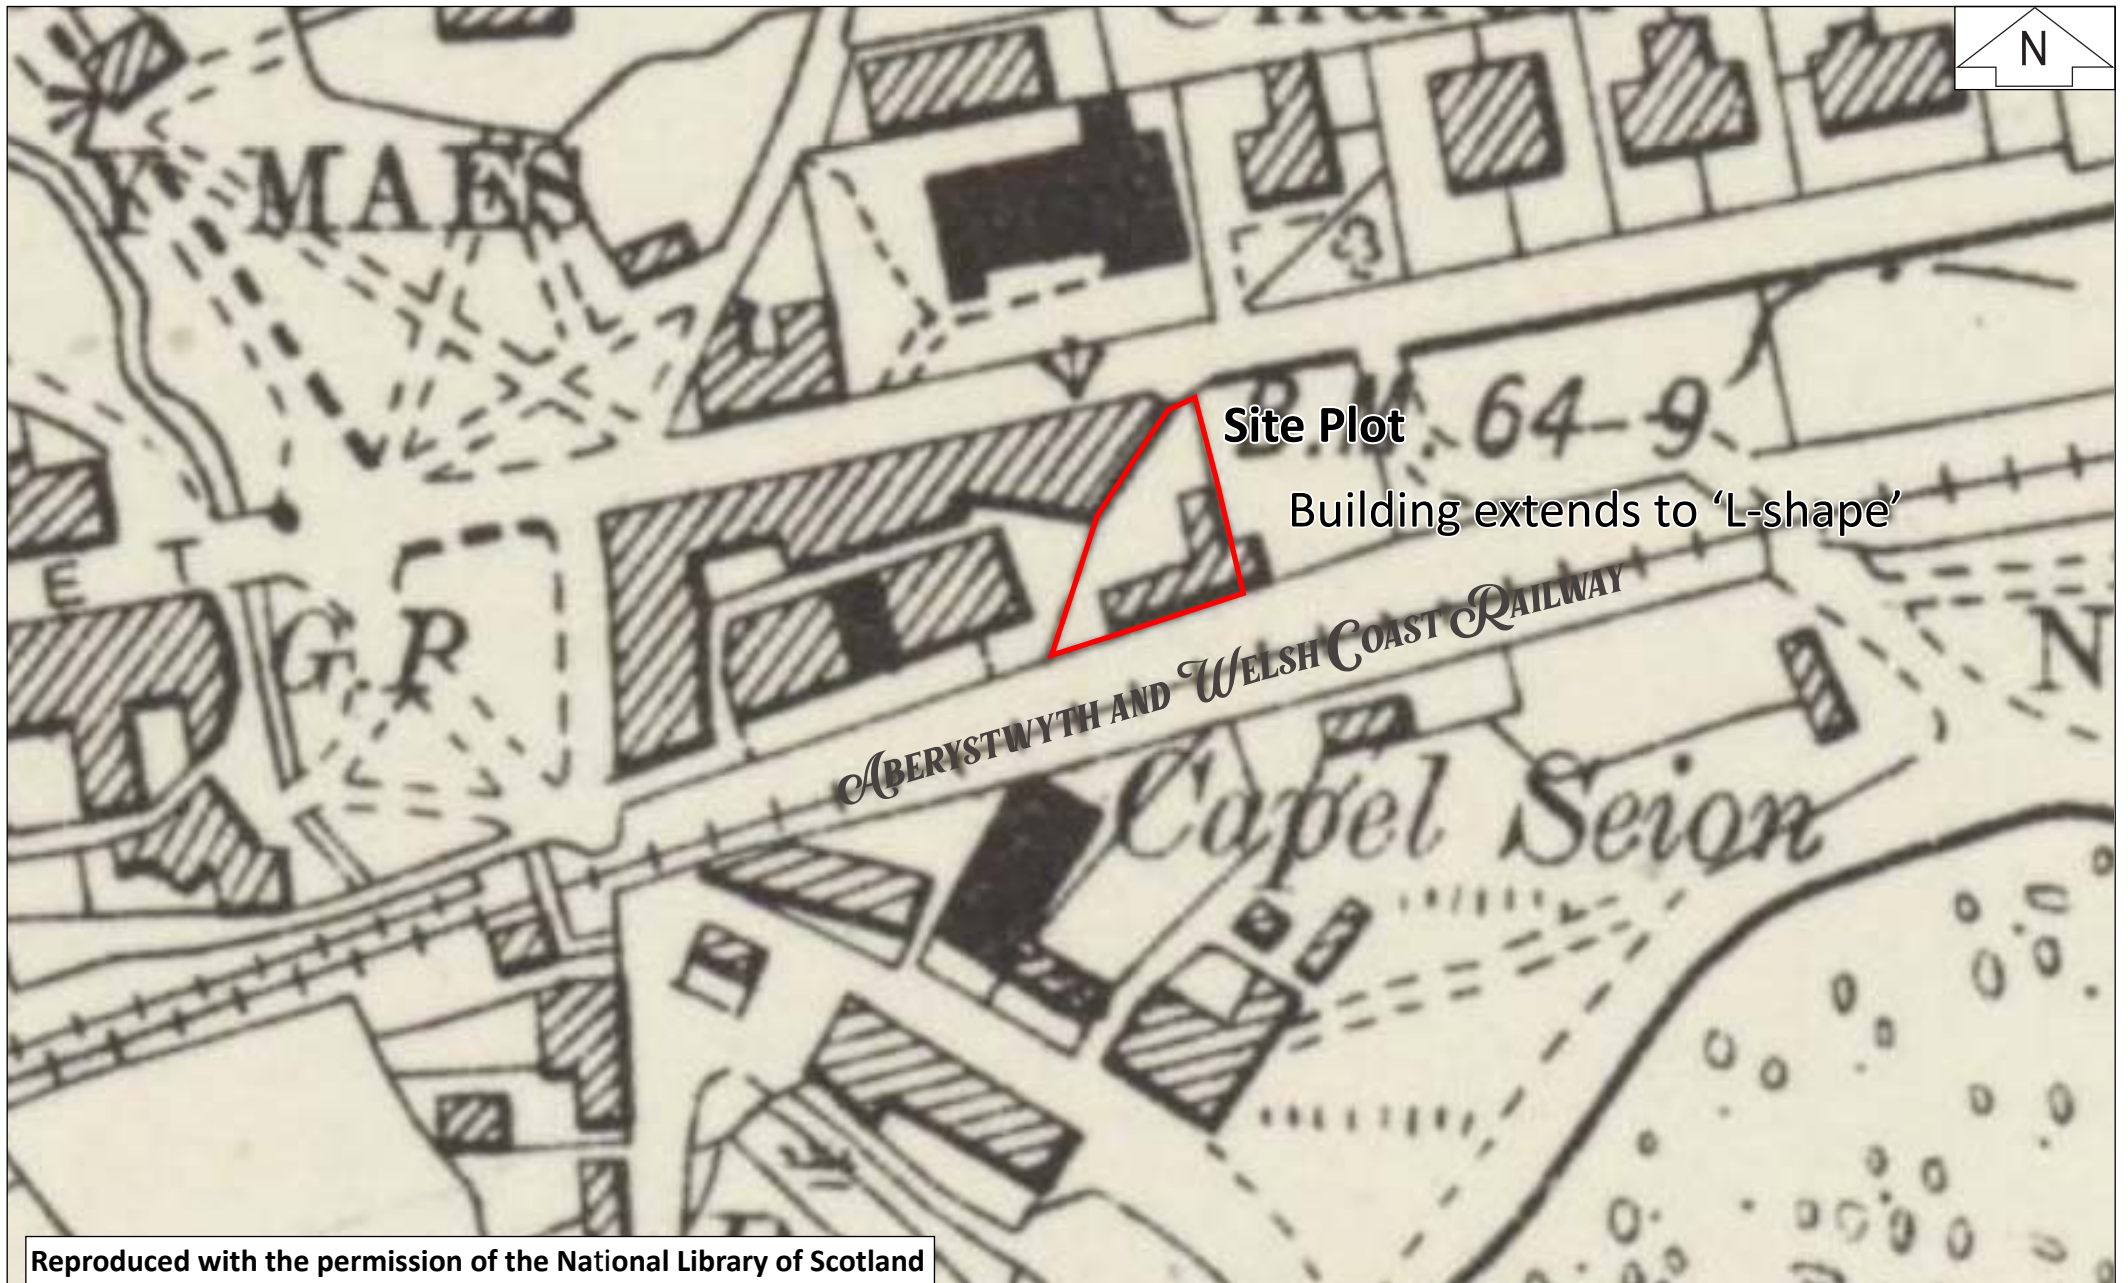 Church
N
Y MAES
Site Plot
B.M. 64-9
Building extends to ‘L-shape’
E T
G.P
N
ABERYSTWYTH AND WELSH COAST RAILWAY
Capel Seion
Reproduced with the permission of the National Library of Scotland